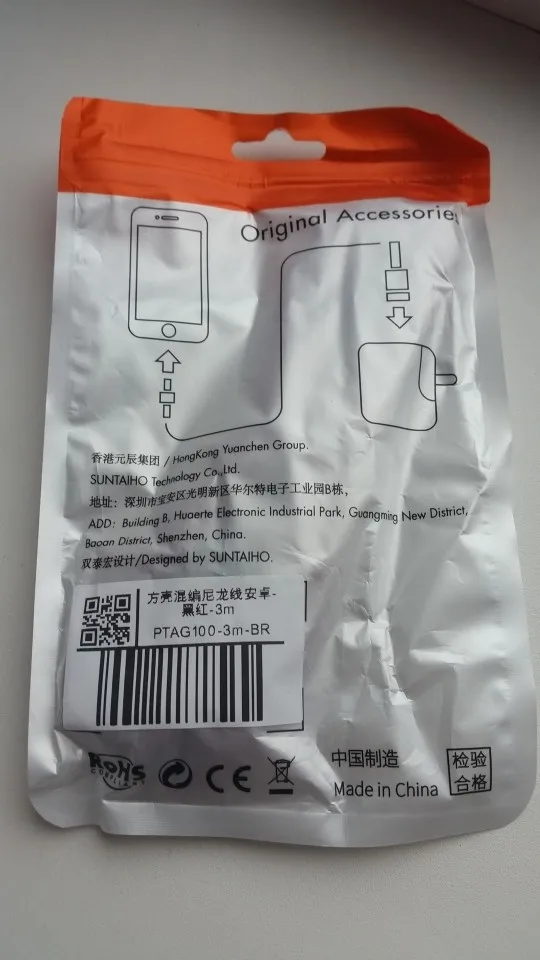 Original Accessories
香港元辰集团 / HongKong Yuanchen Group.
SUNTAIHO Technology Co.,Ltd.
地址：深圳市宝安区光明新区华尔特电子工业园B栋,
ADD: Building B, Huaerte Electronic Industrial Park, Guangming New District,
Baoan District, Shenzhen, China.
双泰宏设计/Designed by SUNTAIHO.
方壳混编尼龙线安卓-
黑红-3m
PTAG100-3m-BR
RoHS
COMPLIANT
CE
中国制造
Made in China
检验
合格